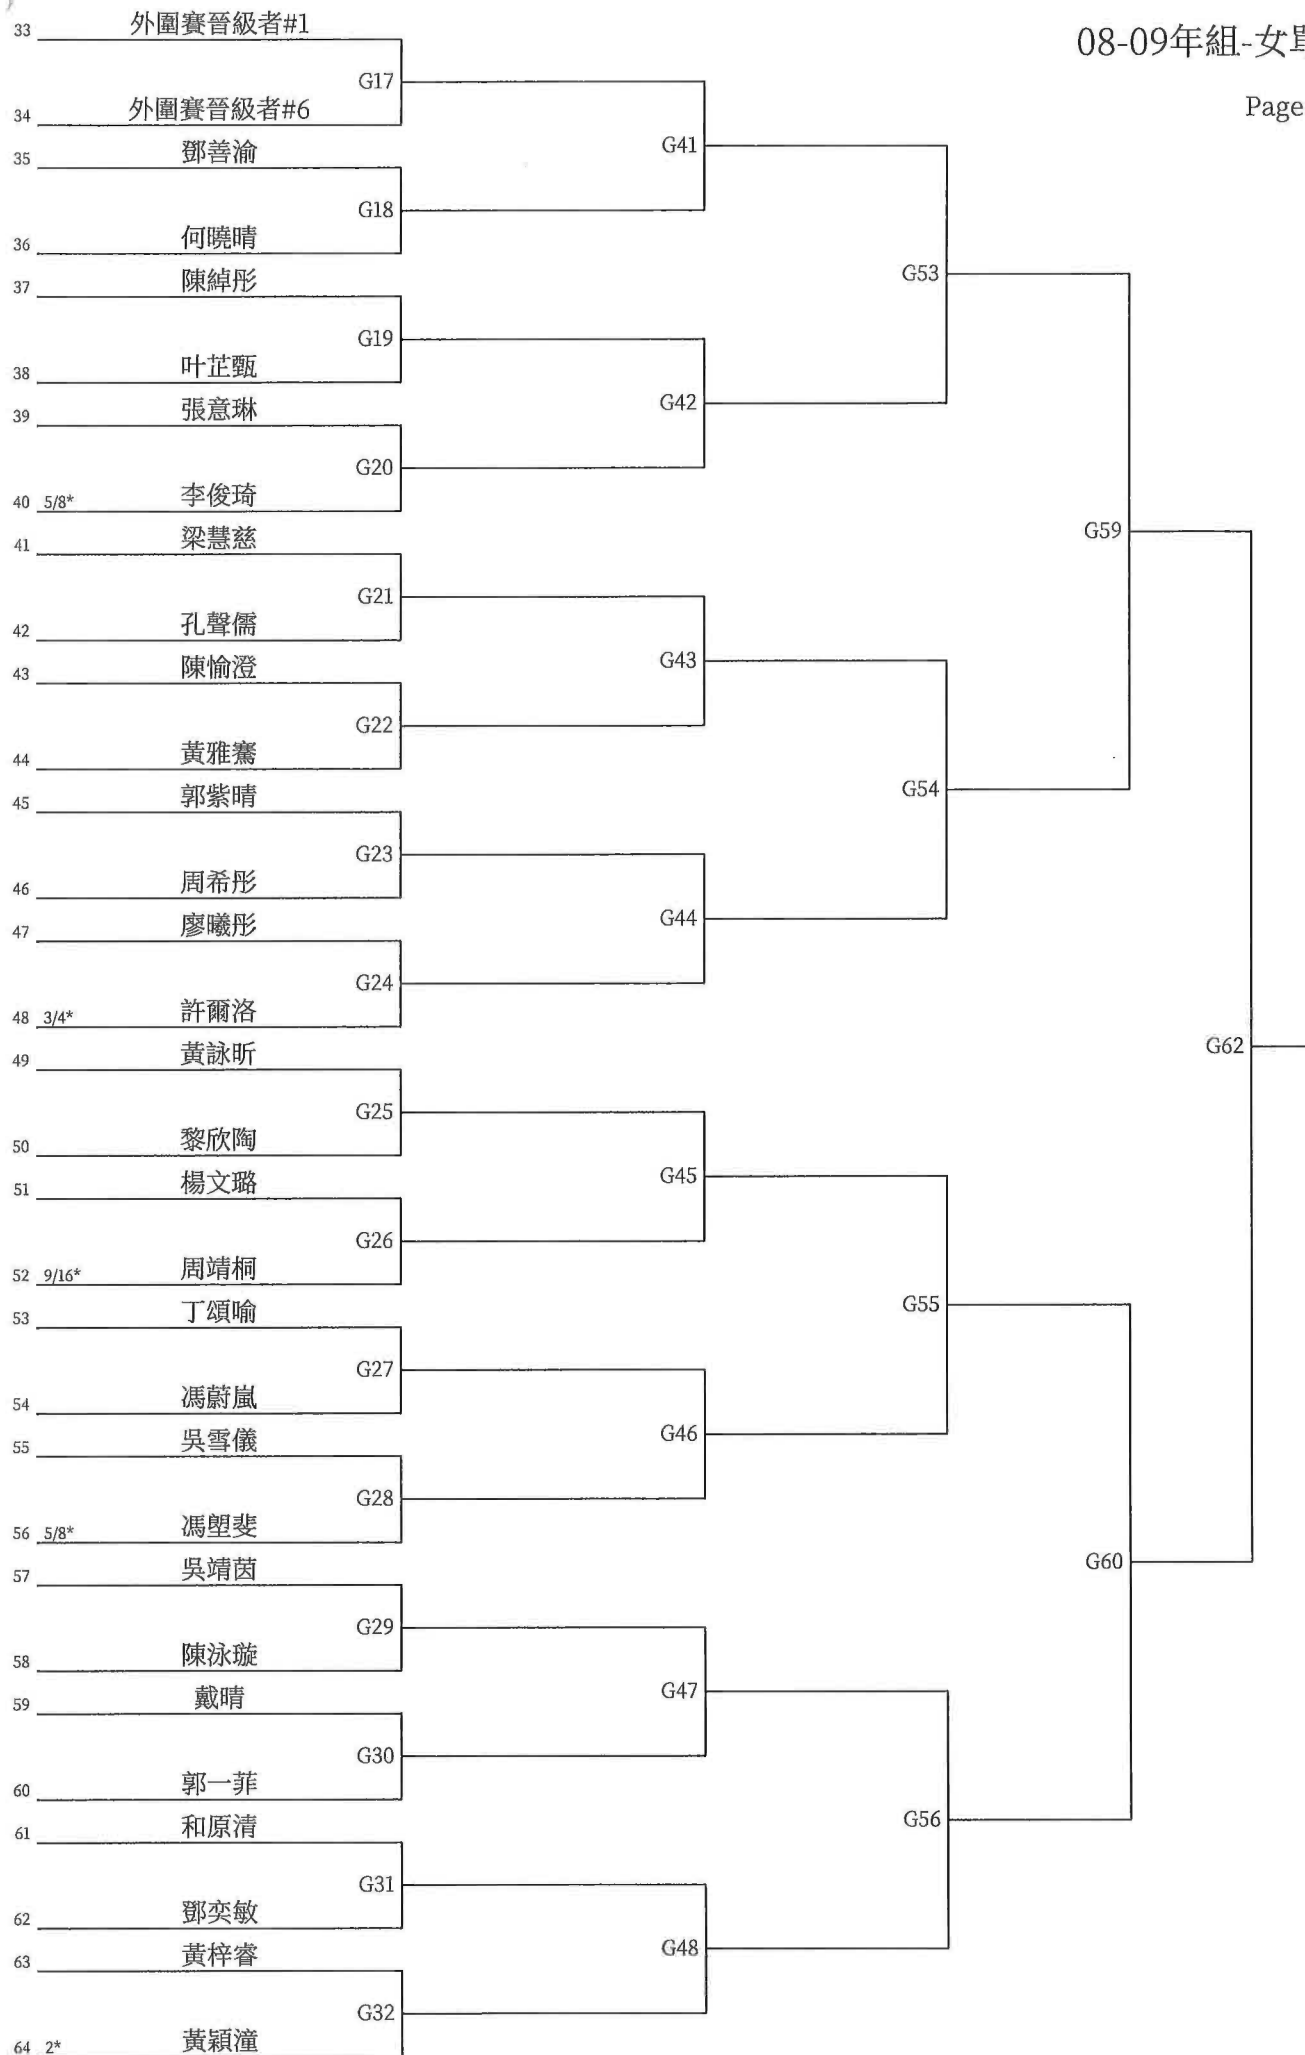 08-09年組-女單
Page
33 外圍賽晉級者#1
G17
34 外圍賽晉級者#6
G41
35 鄧善渝
G18
36 何曉晴
G53
37 陳綽彤
G19
38 叶芷甄
G42
39 張意琳
G20
40 5/8* 李俊琦
G59
41 梁慧慈
G21
42 孔聲儒
G43
43 陳愉澄
G22
44 黃雅騫
G54
45 郭紫晴
G23
46 周希彤
G44
47 廖曦彤
G24
48 3/4* 許爾洛
G62
49 黃詠昕
G25
50 黎欣陶
G45
51 楊文璐
G26
52 9/16* 周靖桐
G55
53 丁頌喻
G27
54 馮蔚嵐
G46
55 吳雪儀
G28
56 5/8* 馮塱斐
G60
57 吳靖茵
G29
58 陳泳璇
G47
59 戴晴
G30
60 郭一菲
G56
61 和原清
G31
62 鄧奕敏
G48
63 黃梓睿
G32
64 2* 黃穎潼